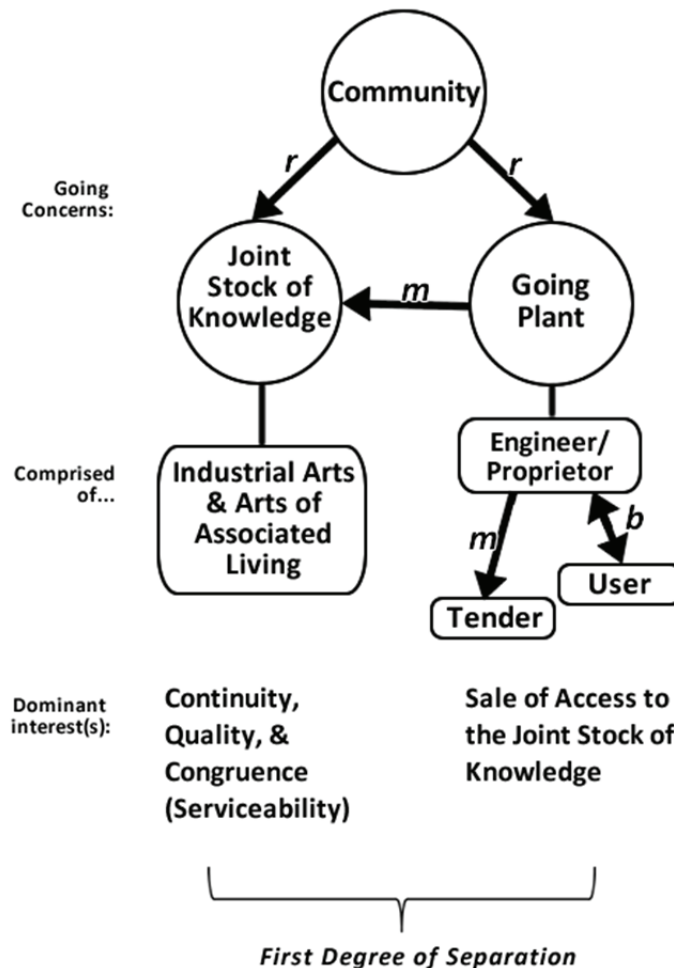 Community
r
r
Going
Concerns:
Joint
Stock of
Knowledge
m
Going
Plant
Comprised
of...
Industrial Arts
& Arts of
Associated
Living
Engineer/
Proprietor
m
b
User
Tender
Dominant
interest(s):
Continuity,
Quality, &
Congruence
(Serviceability)
Sale of Access to
the Joint Stock of
Knowledge
First Degree of Separation